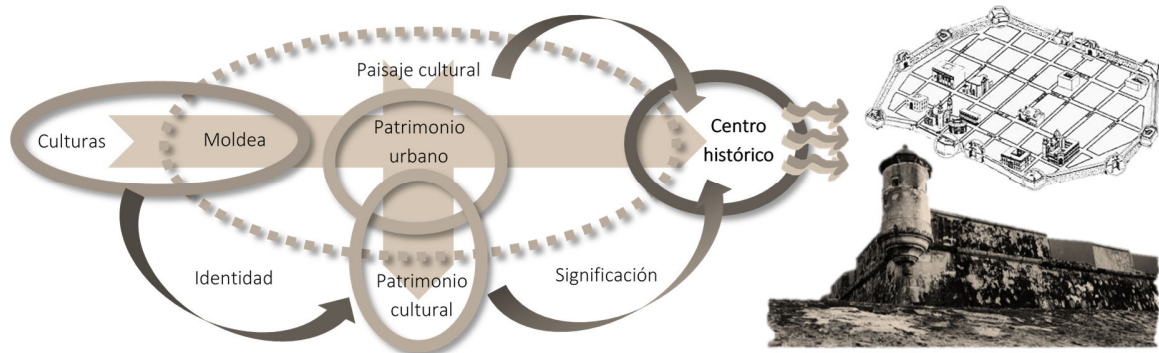 Paisaje cultural
Culturas
Moldea
Patrimonio
urbano
Centro
histórico
Identidad
Patrimonio
cultural
Significación